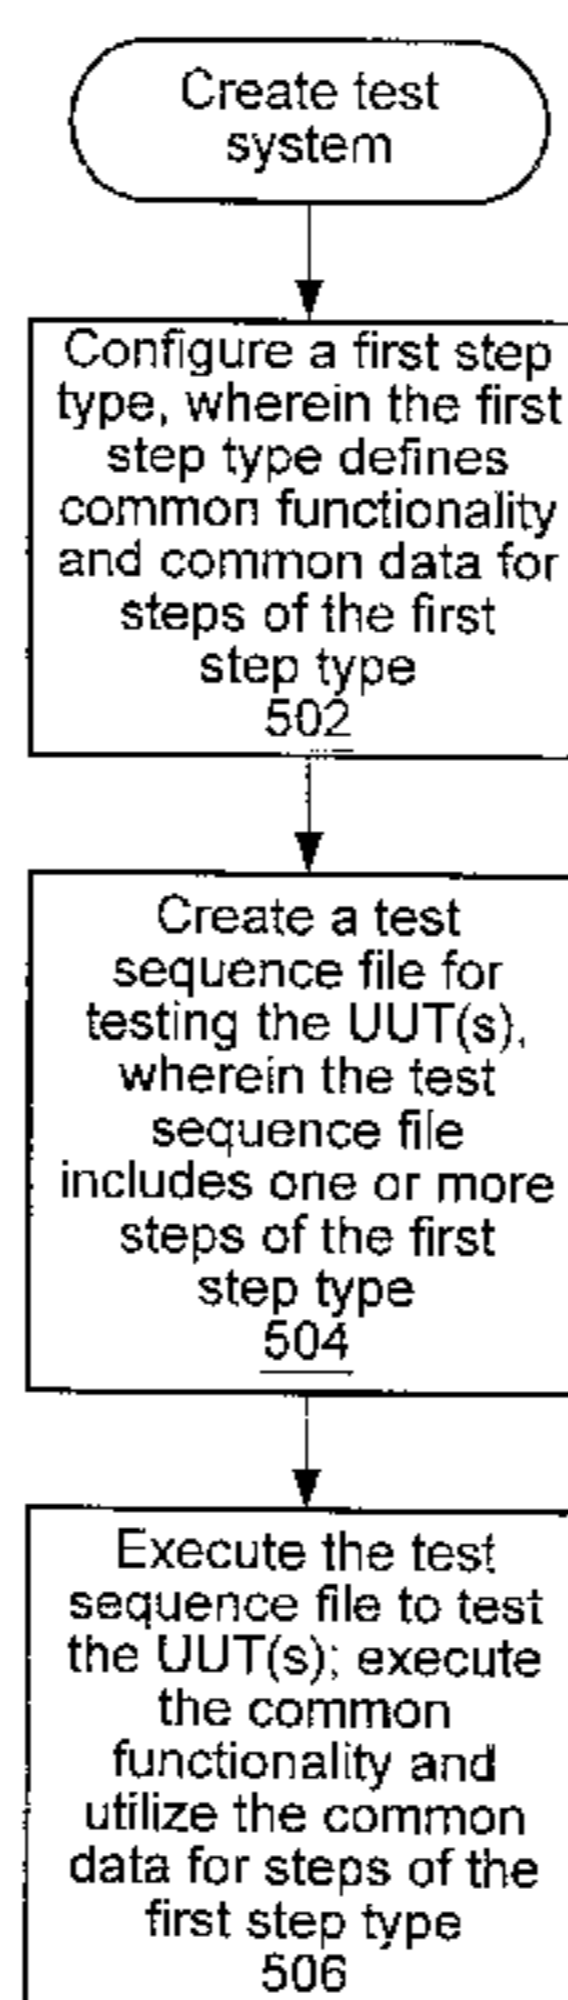 Create test
system
Configure a first step
type, wherein the first
step type defines
common functionality
and common data for
steps of the first
step type
502
Create a test
sequence file for
testing the UUT(s),
wherein the test
sequence file
includes one or more
steps of the first
step type
504
Execute the test
sequence file to test
the UUT(s); execute
the common
functionality and
utilize the common
data for steps of the
first step type
506